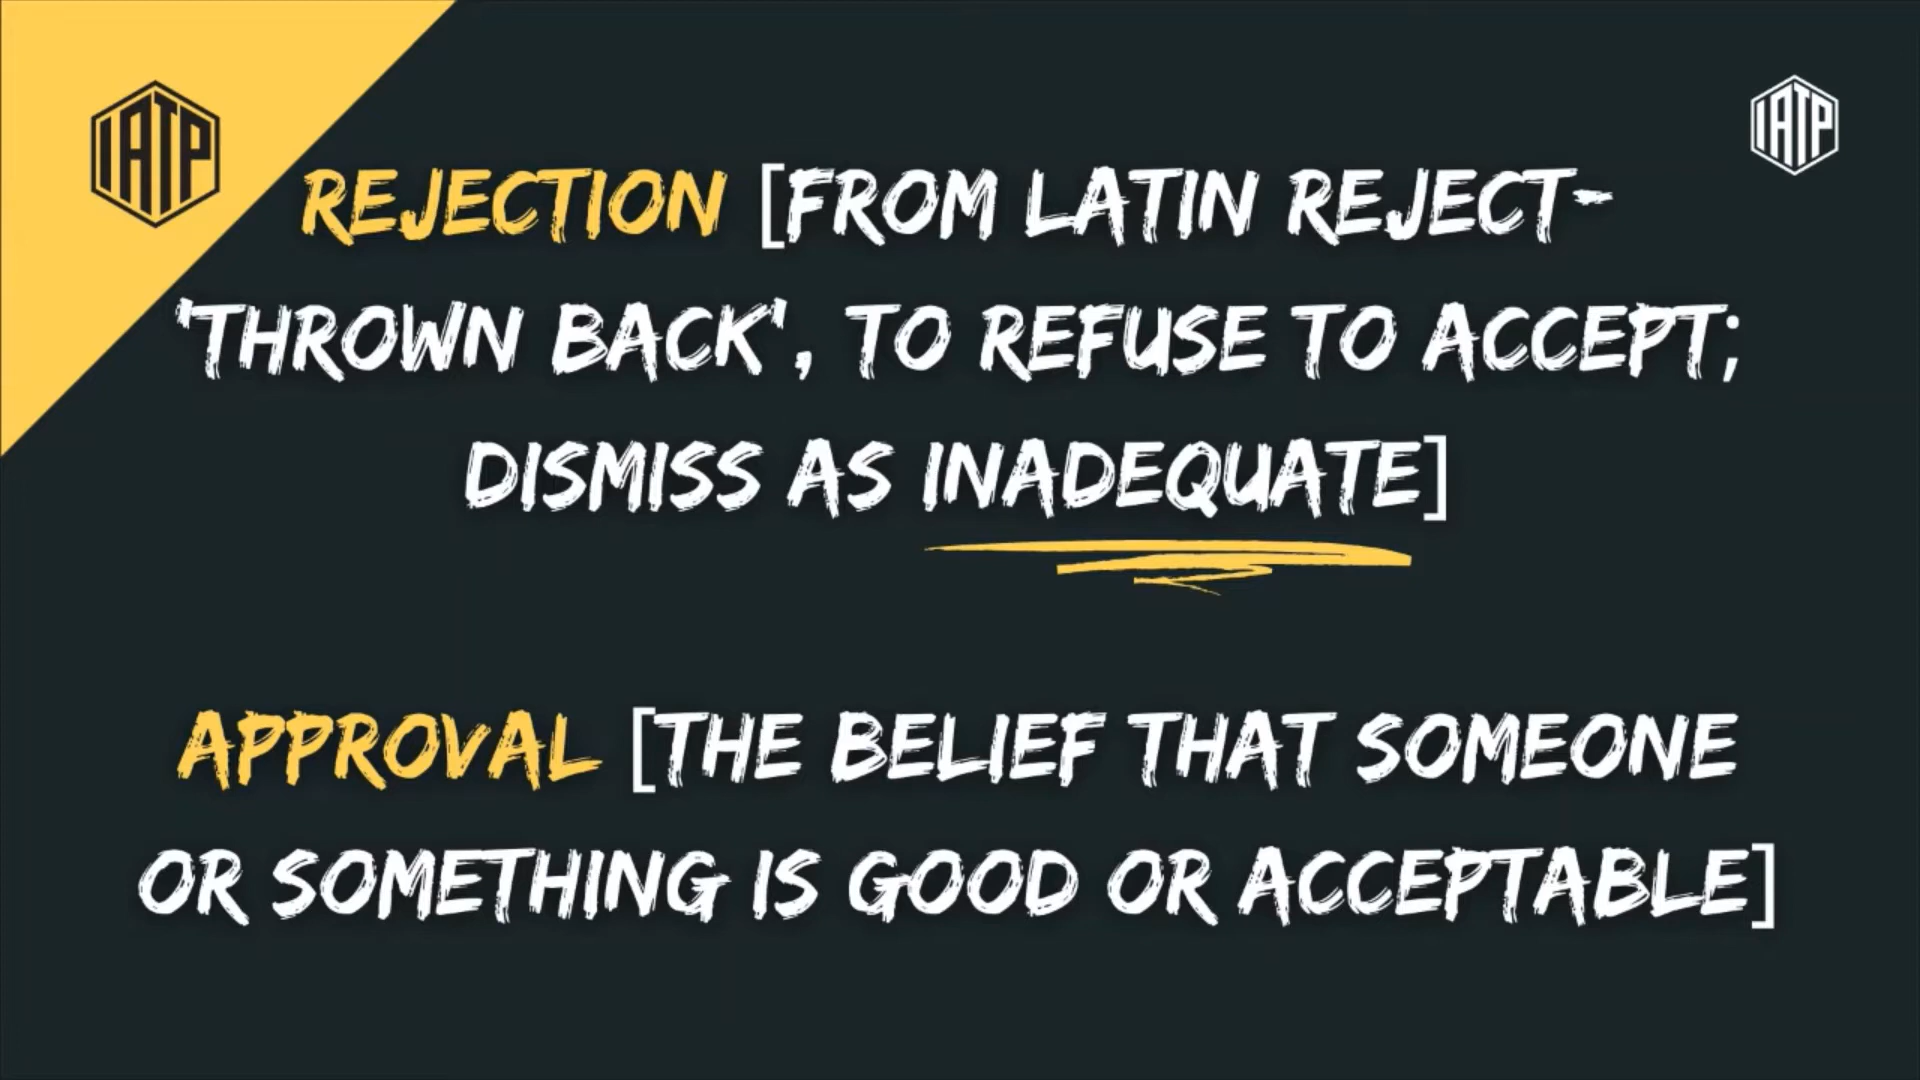 IATP
IATP
REJECTION [FROM LATIN REJECT-
'THROWN BACK', TO REFUSE TO ACCEPT;
DISMISS AS INADEQUATE]
APPROVAL [THE BELIEF THAT SOMEONE
OR SOMETHING IS GOOD OR ACCEPTABLE]